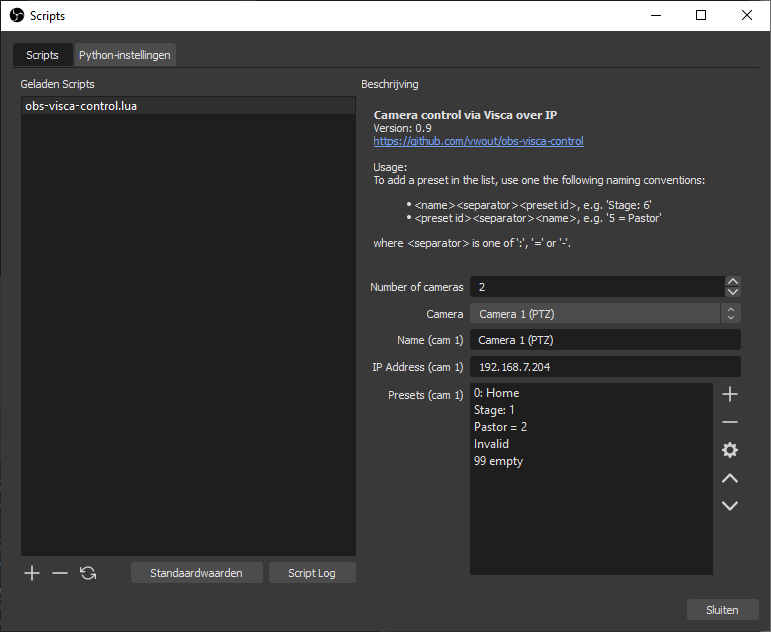 Scripts
Scripts
Python-instellingen
Geladen Scripts
Beschrijving
obs-visca-control.lua
Camera control via Visca over IP
Version: 0.9
https://github.com/vwout/obs-visca-control
Usage:
To add a preset in the list, use one the following naming conventions:
• <name><separator><preset id>, e.g. 'Stage: 6'
• <preset id><separator><name>, e.g. '5 = Pastor'
where <separator> is one of ':', '=' or '-'.
Number of cameras 2
Camera Camera 1 (PTZ)
Name (cam 1) Camera 1 (PTZ)
IP Address (cam 1) 192.168.7.204
Presets (cam 1)
0: Home
Stage: 1
Pastor = 2
Invalid
99 empty
Standaardwaarden
Script Log
Sluiten